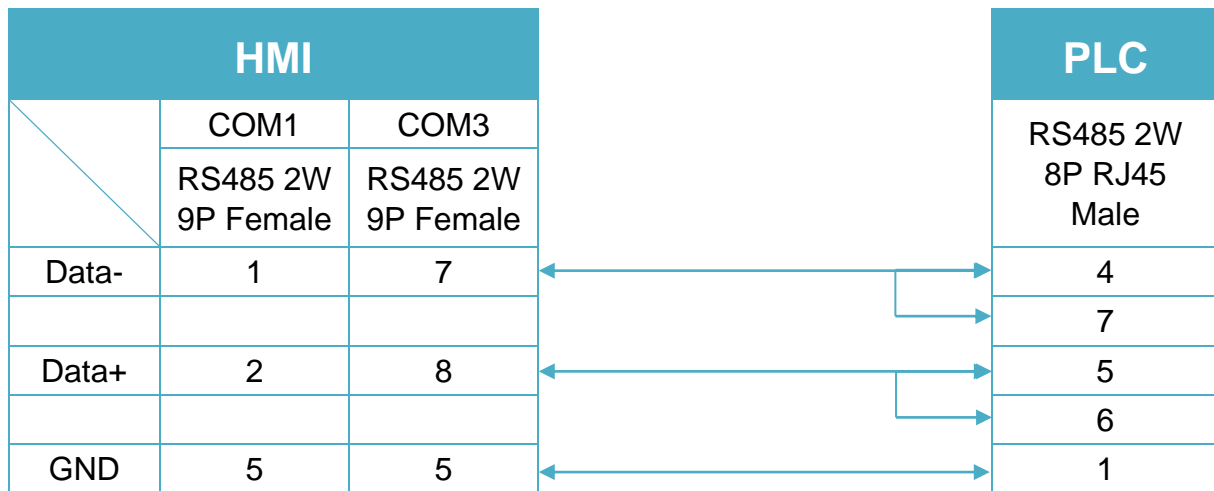 HMI
PLC
COM1 COM3
RS485 2W
8P RJ45
Male
RS485 2W RS485 2W
9P Female 9P Female
Data- 1 7 4
7
Data+ 2 8 5
6
GND 5 5 1